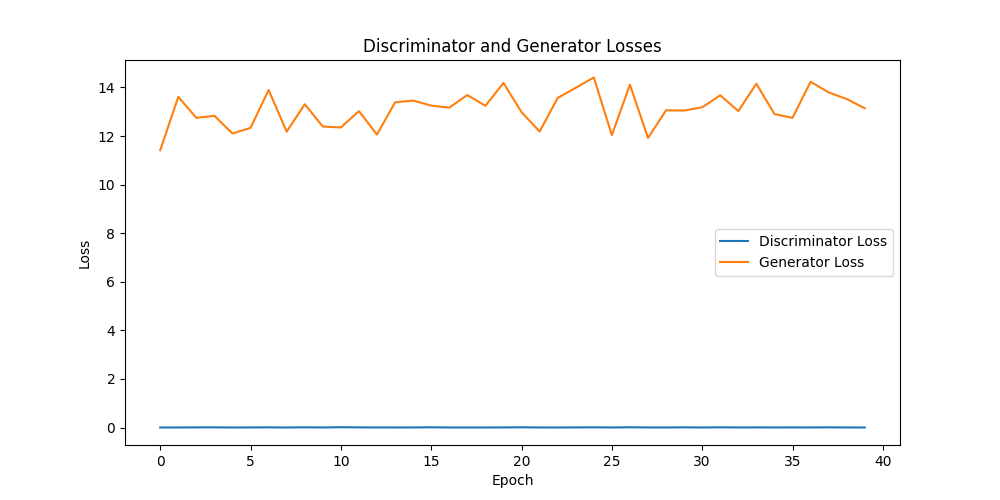 Discriminator and Generator Losses
14
12
10
8
6
4
2
0
Loss
Discriminator Loss
Generator Loss
0 5 10 15 20 25 30 35 40
Epoch